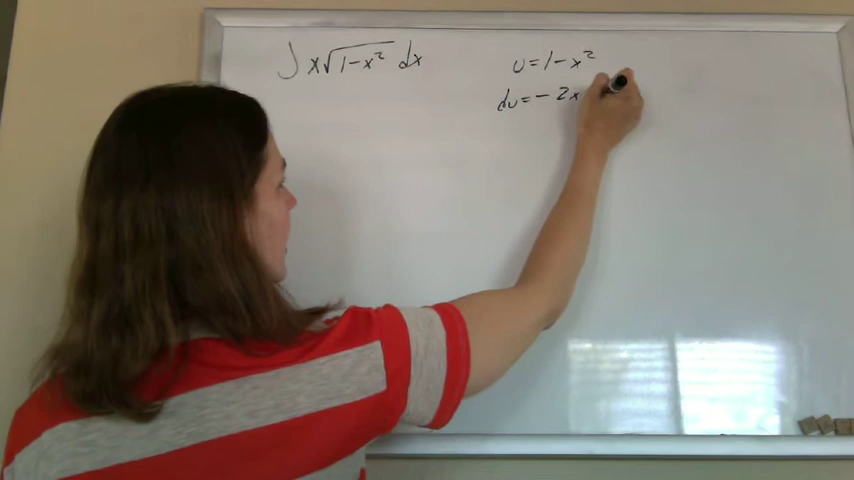 ∫ x√(1-x²) dx
u = 1 - x²
du = - 2x